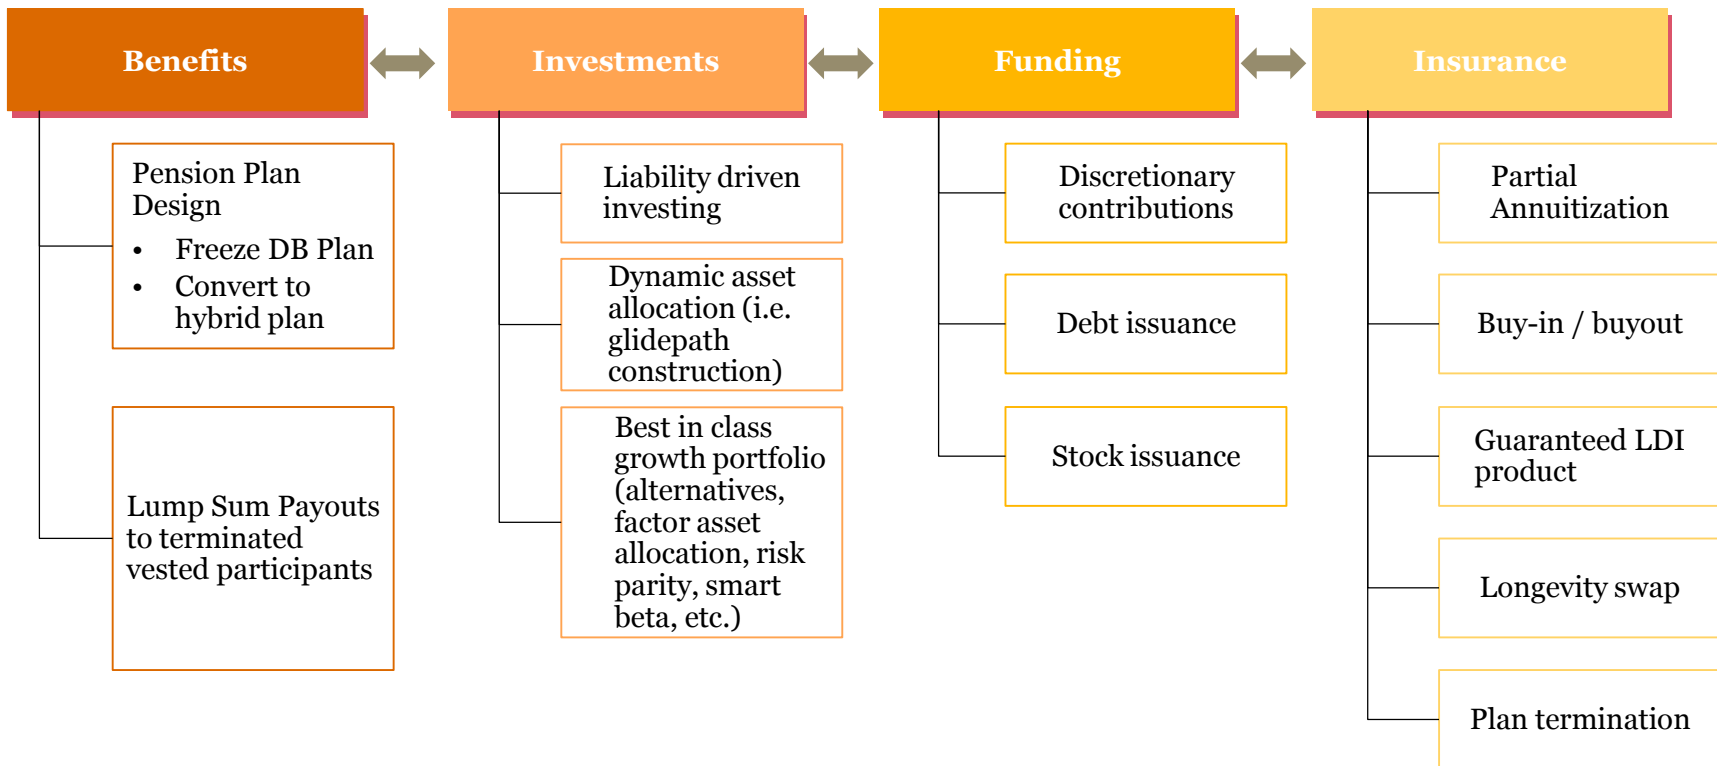 Benefits
Investments
Funding
Insurance
Pension Plan
Design
• Freeze DB Plan
• Convert to
hybrid plan
Lump Sum Payouts
to terminated
vested participants
Liability driven
investing
Dynamic asset
allocation (i.e.
glidepath
construction)
Best in class
growth portfolio
(alternatives,
factor asset
allocation, risk
parity, smart
beta, etc.)
Discretionary
contributions
Debt issuance
Stock issuance
Partial
Annuitization
Buy-in / buyout
Guaranteed LDI
product
Longevity swap
Plan termination